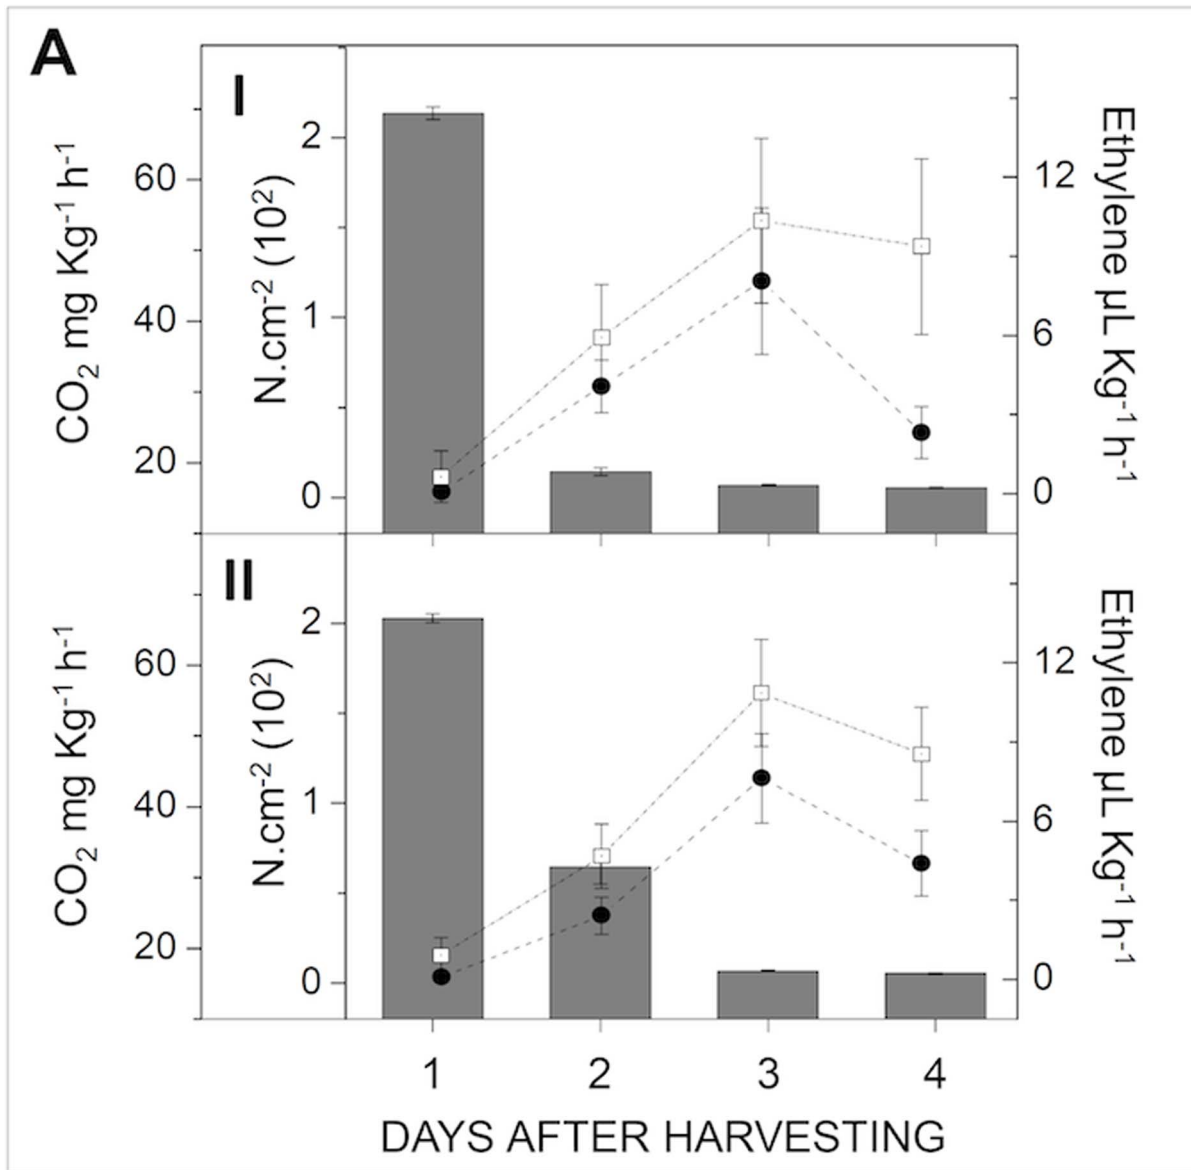 A
I
CO₂ mg Kg⁻¹ h⁻¹
60
40
20
N.cm⁻² (10²)
2
1
0
Ethylene µL Kg⁻¹ h⁻¹
12
6
0
II
CO₂ mg Kg⁻¹ h⁻¹
60
40
20
N.cm⁻² (10²)
2
1
0
Ethylene µL Kg⁻¹ h⁻¹
12
6
0
1 2 3 4
DAYS AFTER HARVESTING